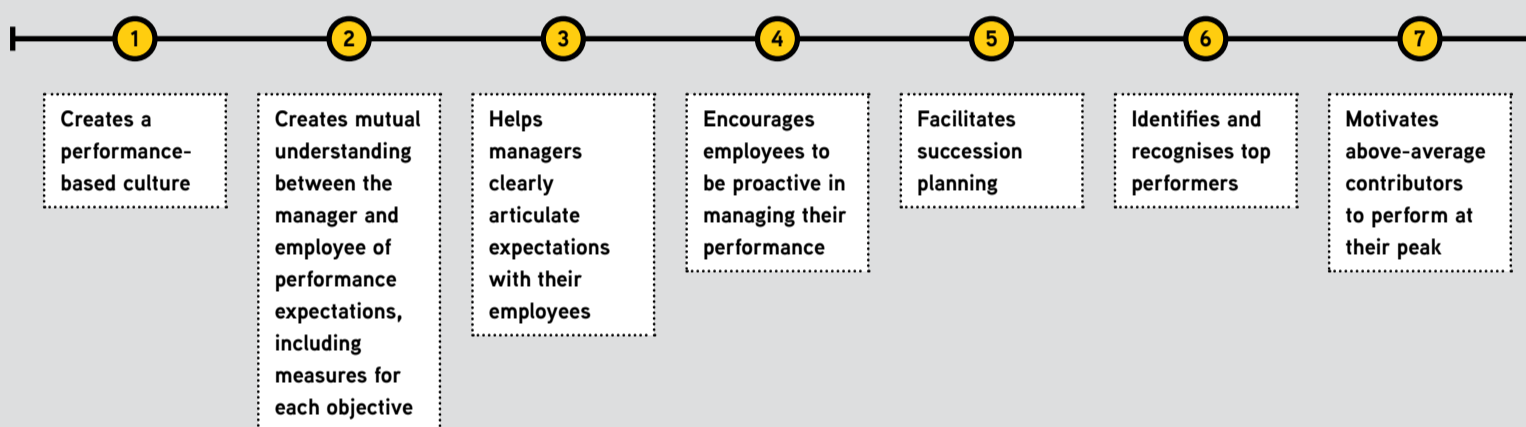 1
Creates a
performance-
based culture
2
Creates mutual
understanding
between the
manager and
employee of
performance
expectations,
including
measures for
each objective
3
Helps
managers
clearly
articulate
expectations
with their
employees
4
Encourages
employees to
be proactive in
managing their
performance
5
Facilitates
succession
planning
6
Identifies and
recognises top
performers
7
Motivates
above-average
contributors
to perform at
their peak